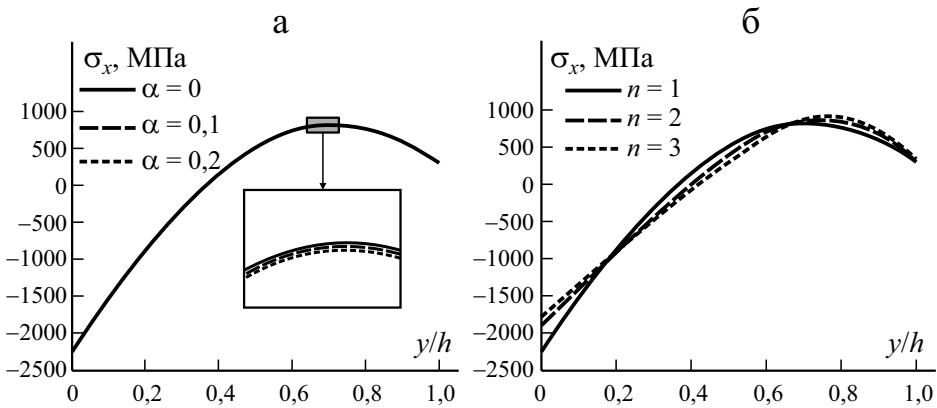 а
σx, МПа
α = 0
α = 0,1
α = 0,2
1000
500
0
–500
–1000
–1500
–2000
–2500
y/h
0 0,2 0,4 0,6 0,8 1,0
б
σx, МПа
n = 1
n = 2
n = 3
1000
500
0
–500
–1000
–1500
–2000
–2500
y/h
0 0,2 0,4 0,6 0,8 1,0